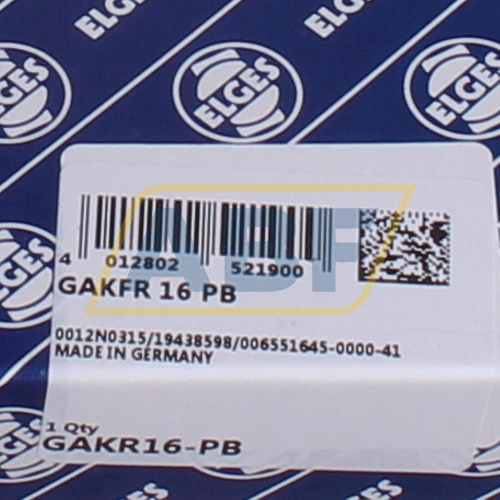 ELGES
ELGES
ELGES
ELGES
ELGES
ABF
4 012802 521900
GAKFR 16 PB
0012N0315/19438598/006551645-0000-41
MADE IN GERMANY
1 Qty
GAKR16-PB